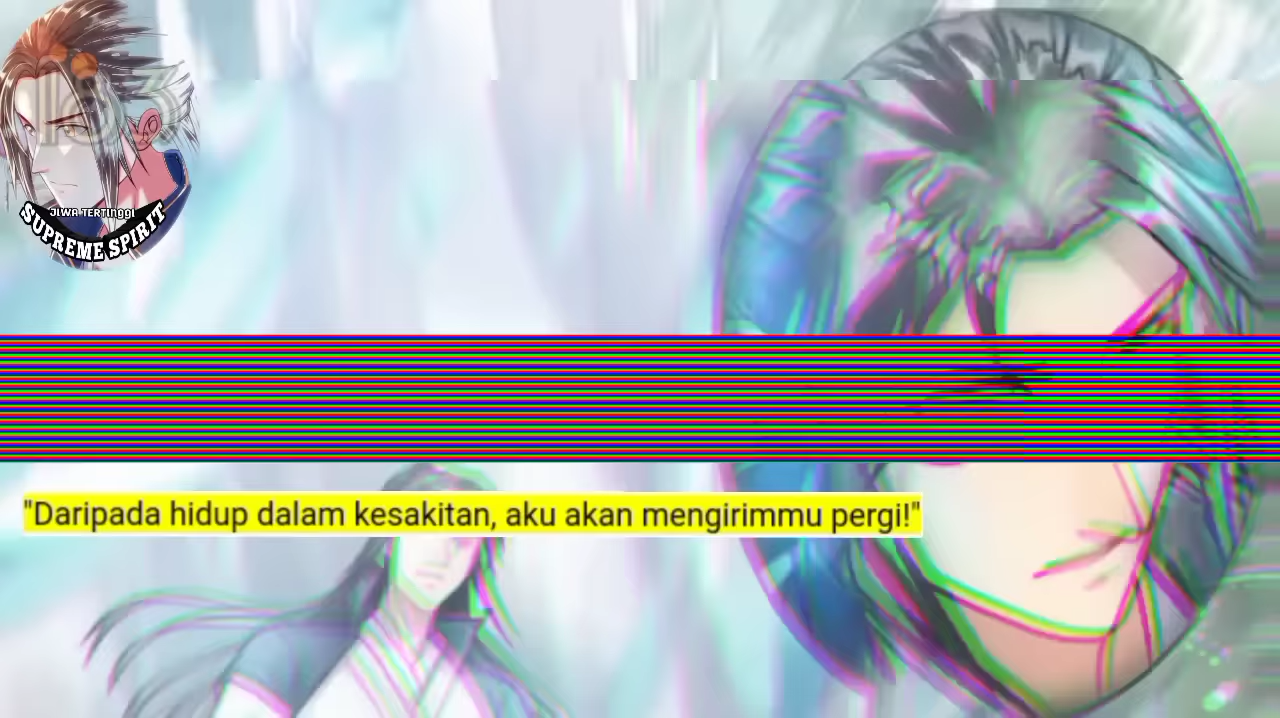 JIWA TERTINGGI
SUPREME SPIRIT
"Daripada hidup dalam kesakitan, aku akan mengirimmu pergi!"